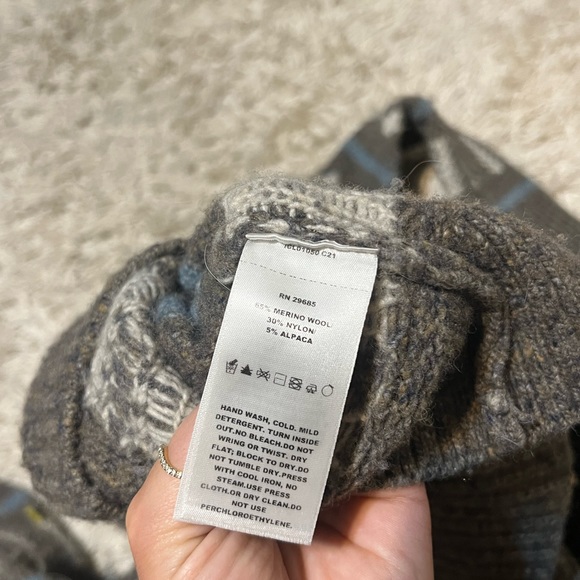 C21
RN 29685
65% MERINO WOOL/
30% NYLON/
5% ALPACA
HAND WASH, COLD. MILD
DETERGENT. TURN INSIDE
OUT.NO BLEACH.DO NOT
WRING OR TWIST. DRY
FLAT; BLOCK TO DRY.DO
NOT TUMBLE DRY.PRESS
WITH COOL IRON, NO
STEAM.USE PRESS
CLOTH.OR DRY CLEAN.DO
NOT USE
PERCHLOROETHYLENE.